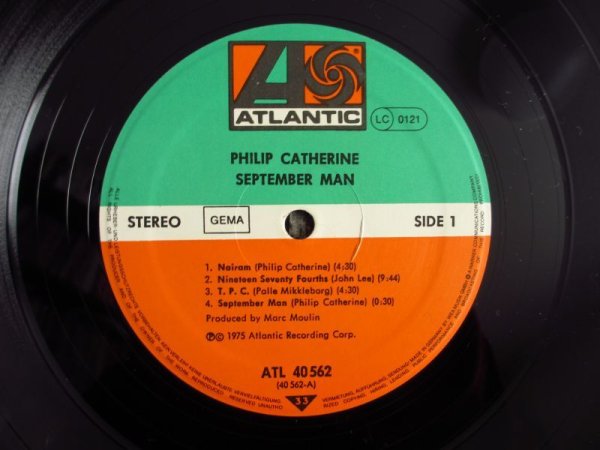 ATLANTIC
LC 0121
PHILIP CATHERINE
SEPTEMBER MAN
STEREO
GEMA
SIDE 1
1. Nairam (Philip Catherine) (4:30)
2. Nineteen Seventy Fourths (John Lee) (9:44)
3. T. P. C. (Palle Mikkleborg) (4:30)
4. September Man (Philip Catherine) (0:30)
Produced by Marc Moulin
Ⓟ© 1975 Atlantic Recording Corp.
ATL 40 562
(40 562-A)
33